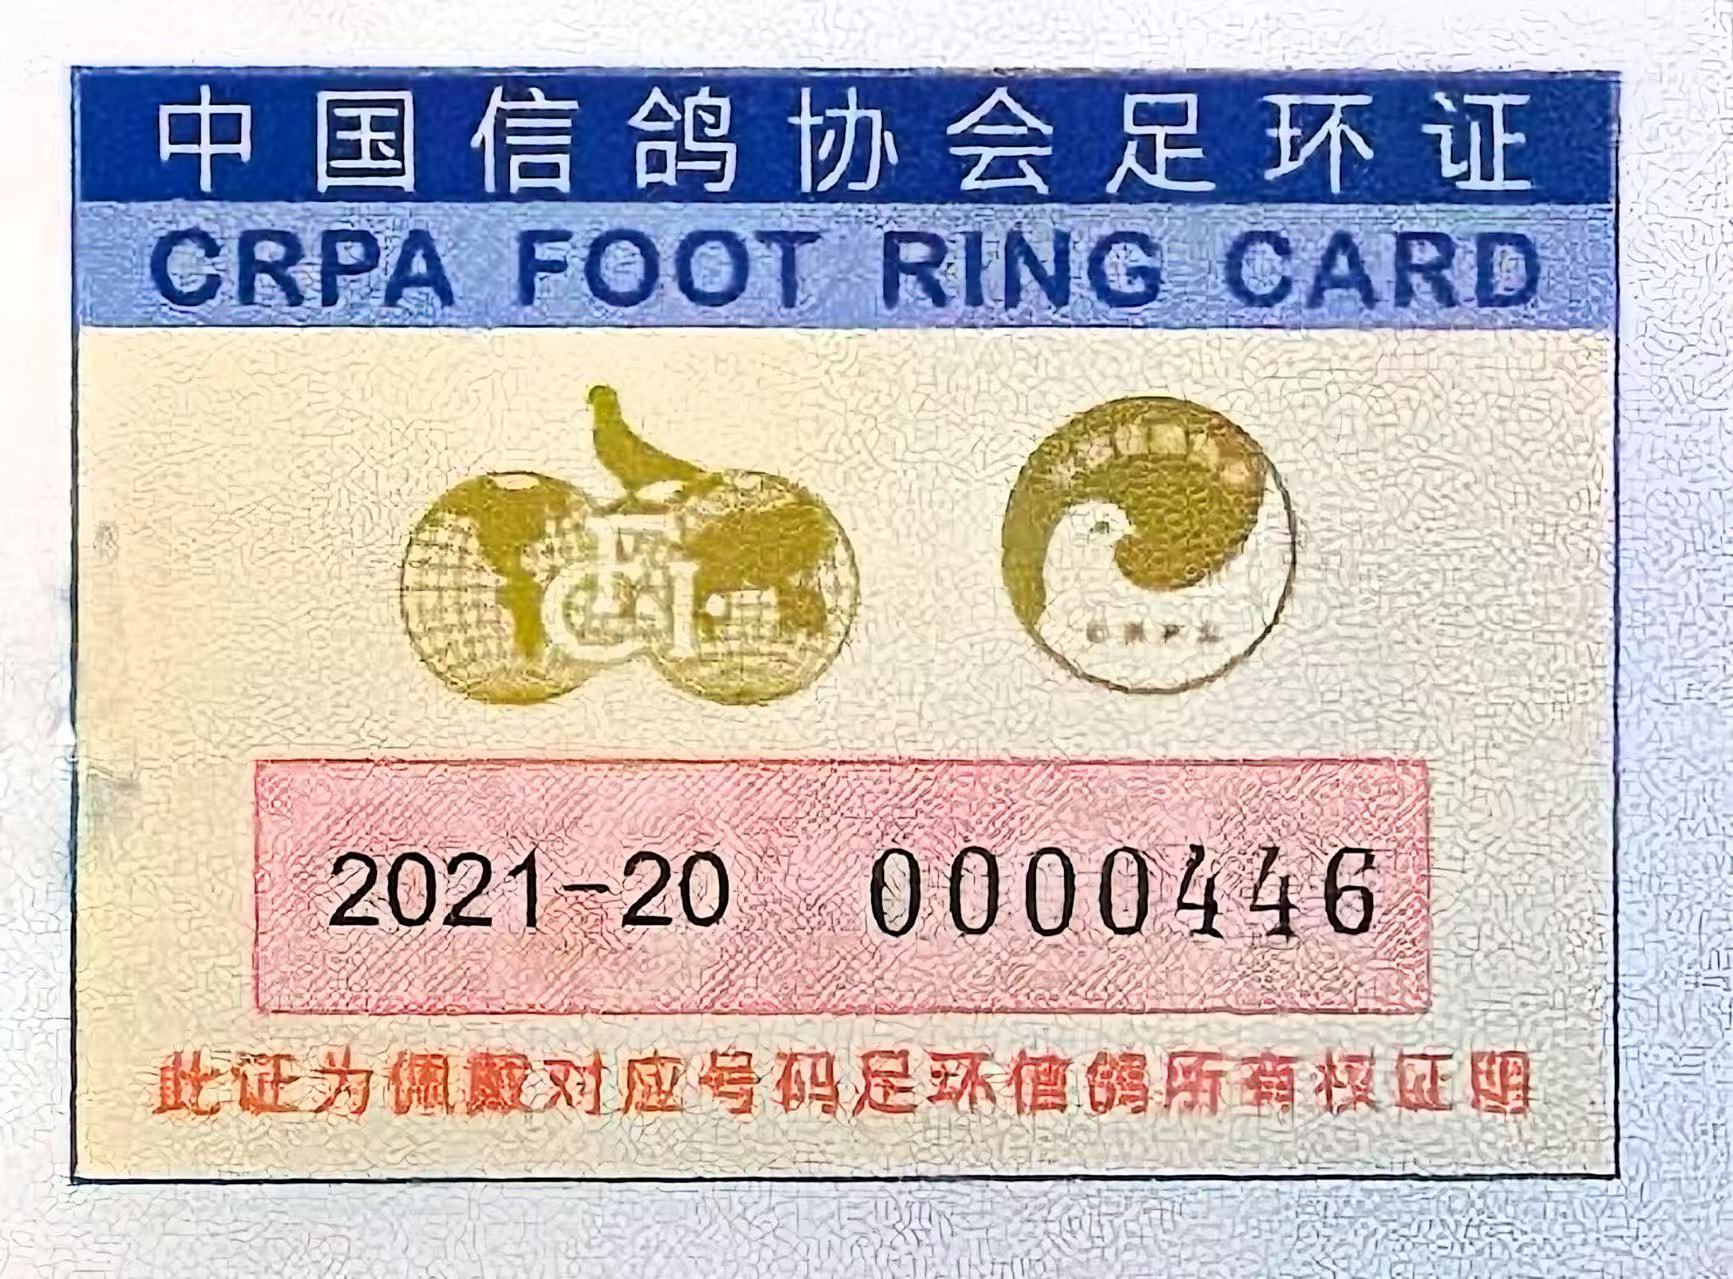 中国信鸽协会足环证
CRPA FOOT RING CARD
FCI
2021-20 0000446
此证为佩戴对应号码足环信鸽所有权证明